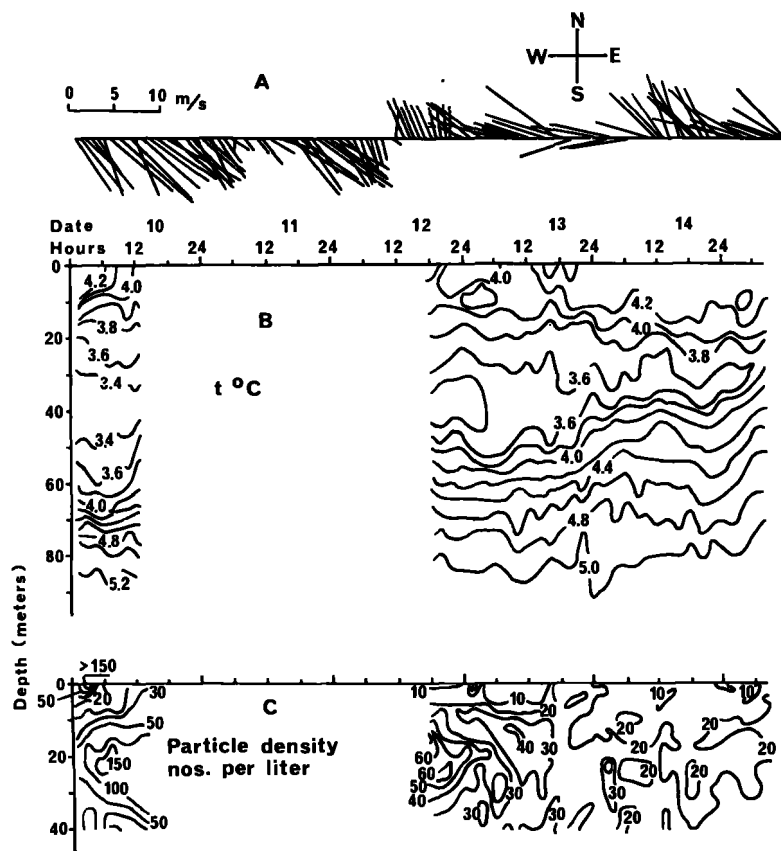 N
W E
S
A
0 5 10 m/s
Date 10 11 12 13 14
Hours 12 24 12 24 12 24 12 24 12 24
Depth (meters)
B
t °C
0
20
40
60
80
4.2 4.0
3.8
3.6
3.4
3.4
3.6
4.0
4.8
5.2
4.0
4.2
4.0
3.8
3.6
3.6
4.0
4.4
4.8
5.0
C
Particle density
nos. per liter
0
20
40
>150
50 20 30
50
150
100
50
10 10 10 10
20 20
40 30 20 20
60
60 20 20
50 30 30
40 30 20